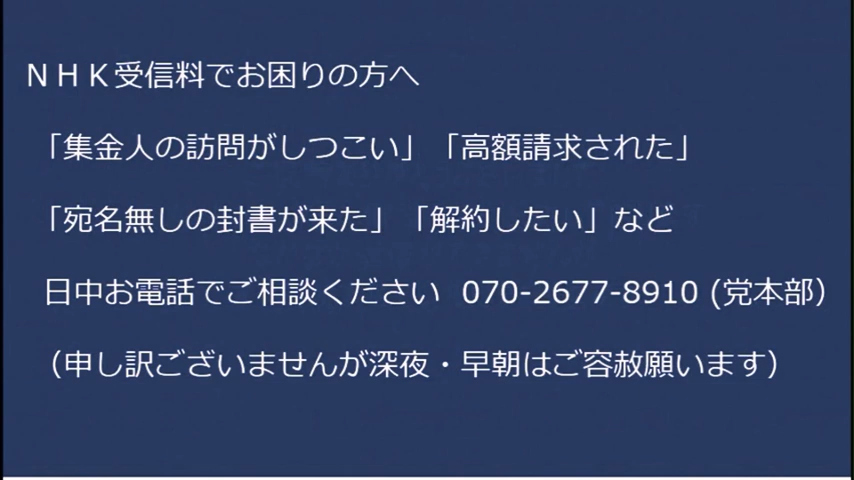 ＮＨＫ受信料でお困りの方へ
「集金人の訪問がしつこい」「高額請求された」
「宛名無しの封書が来た」「解約したい」など
日中お電話でご相談ください 070-2677-8910 (党本部）
（申し訳ございませんが深夜・早朝はご容赦願います）